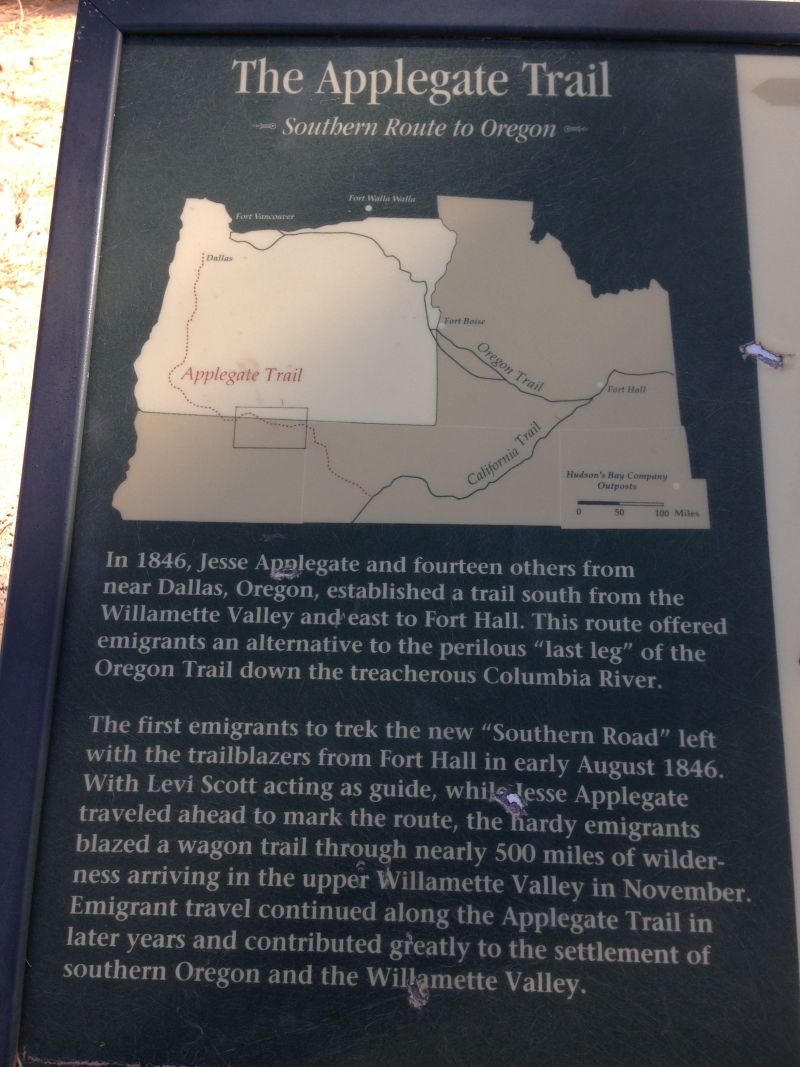 The Applegate Trail
Southern Route to Oregon
Fort Walla Walla
Fort Vancouver
Dallas
Fort Boise
Applegate Trail
Oregon Trail
Fort Hall
California Trail
Hudson's Bay Company
Outposts
0 50 100 Miles
In 1846, Jesse Applegate and fourteen others from
near Dallas, Oregon, established a trail south from the
Willamette Valley and east to Fort Hall. This route offered
emigrants an alternative to the perilous “last leg” of the
Oregon Trail down the treacherous Columbia River.
The first emigrants to trek the new “Southern Road” left
with the trailblazers from Fort Hall in early August 1846.
With Levi Scott acting as guide, while Jesse Applegate
traveled ahead to mark the route, the hardy emigrants
blazed a wagon trail through nearly 500 miles of wilder-
ness arriving in the upper Willamette Valley in November.
Emigrant travel continued along the Applegate Trail in
later years and contributed greatly to the settlement of
southern Oregon and the Willamette Valley.